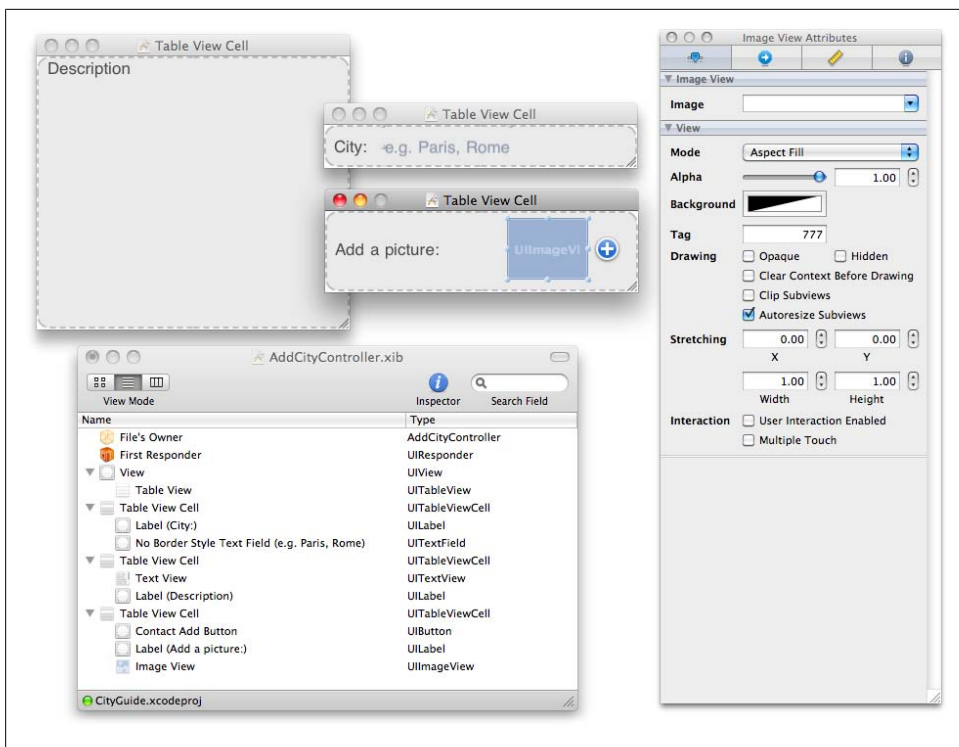 Table View Cell
Description
Table View Cell
City: e.g. Paris, Rome
Table View Cell
Add a picture: UIImageVi
AddCityController.xib
View Mode Inspector Search Field
Name Type
File's Owner AddCityController
First Responder UIResponder
View UIView
Table View UITableView
Table View Cell UITableViewCell
Label (City:) UILabel
No Border Style Text Field (e.g. Paris, Rome) UITextField
Table View Cell UITableViewCell
Text View UITextView
Label (Description) UILabel
Table View Cell UITableViewCell
Contact Add Button UIButton
Label (Add a picture:) UILabel
Image View UIImageView
CityGuide.xcodeproj
Image View Attributes
Image View
Image
View
Mode Aspect Fill
Alpha 1.00
Background
Tag 777
Drawing Opaque Hidden
Clear Context Before Drawing
Clip Subviews
Autoresize Subviews
Stretching 0.00 0.00
X Y
1.00 1.00
Width Height
Interaction User Interaction Enabled
Multiple Touch